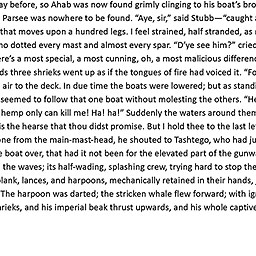 ay before, so Ahab was now found grimly clinging to his boat's bro
Parsee was nowhere to be found. “Aye, sir,” said Stubb—“caught a
that moves upon a hundred legs. I feel strained, half stranded, as r
ho dotted every mast and almost every spar. “D'ye see him?” cried
ere's a most special, a most cunning, oh, a most malicious differenc
ds three shrieks went up as if the tongues of fire had voiced it. “Fo
air to the deck. In due time the boats were lowered; but as standi
seemed to follow that one boat without molesting the others. “He
hemp only can kill me! Ha! ha!” Suddenly the waters around them
is the hearse that thou didst promise. But I hold thee to the last let
one from the main-mast-head, he shouted to Tashtego, who had ju
e boat over, that had it not been for the elevated part of the gunwa
the waves; its half-wading, splashing crew, trying hard to stop the
lank, lances, and harpoons, mechanically retained in their hands, j
The harpoon was darted; the stricken whale flew forward; with ig
rieks, and his imperial beak thrust upwards, and his whole captive